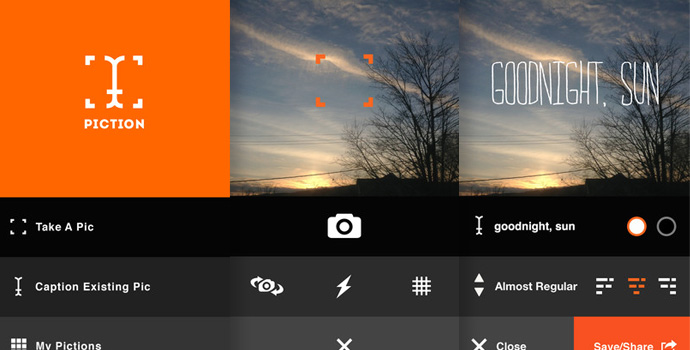 PICTION
Take A Pic
Caption Existing Pic
My Pictions
GOODNIGHT, SUN
goodnight, sun
Almost Regular
Close
Save/Share